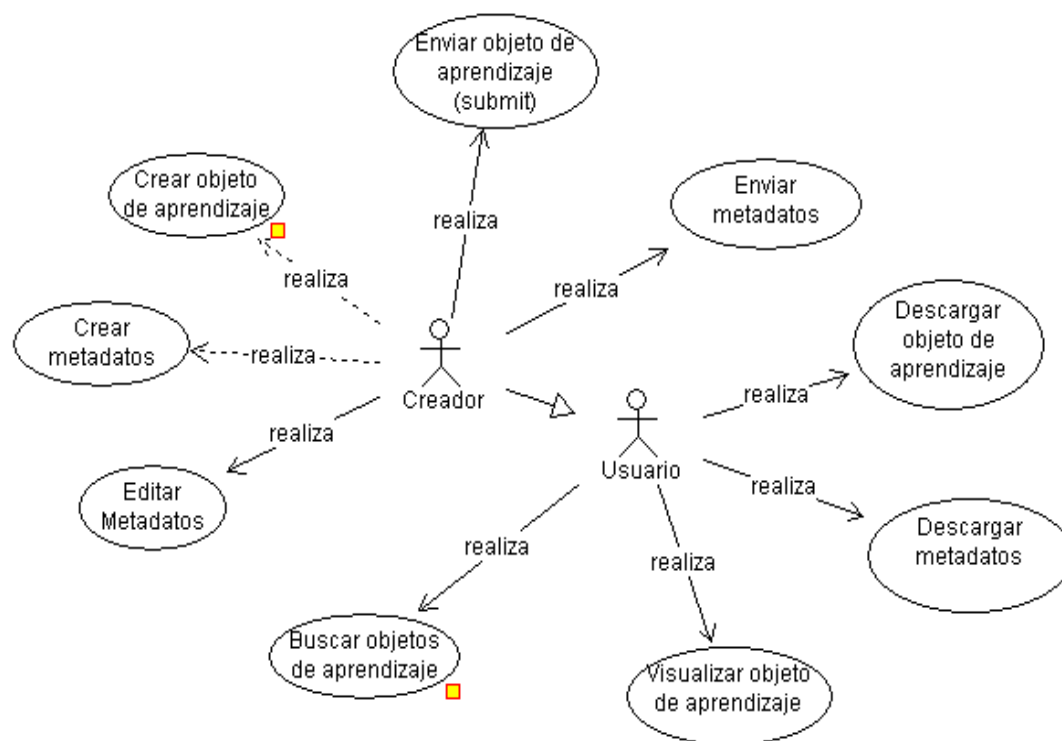 Enviar objeto de
aprendizaje
(submit)
Crear objeto
de aprendizaje
Enviar
metadatos
realiza
realiza
realiza
Crear
metadatos
realiza
Descargar
objeto de
aprendizaje
Creador
realiza
realiza
Usuario
Editar
Metadatos
realiza
Descargar
metadatos
realiza
realiza
Buscar objetos
de aprendizaje
Visualizar objeto
de aprendizaje